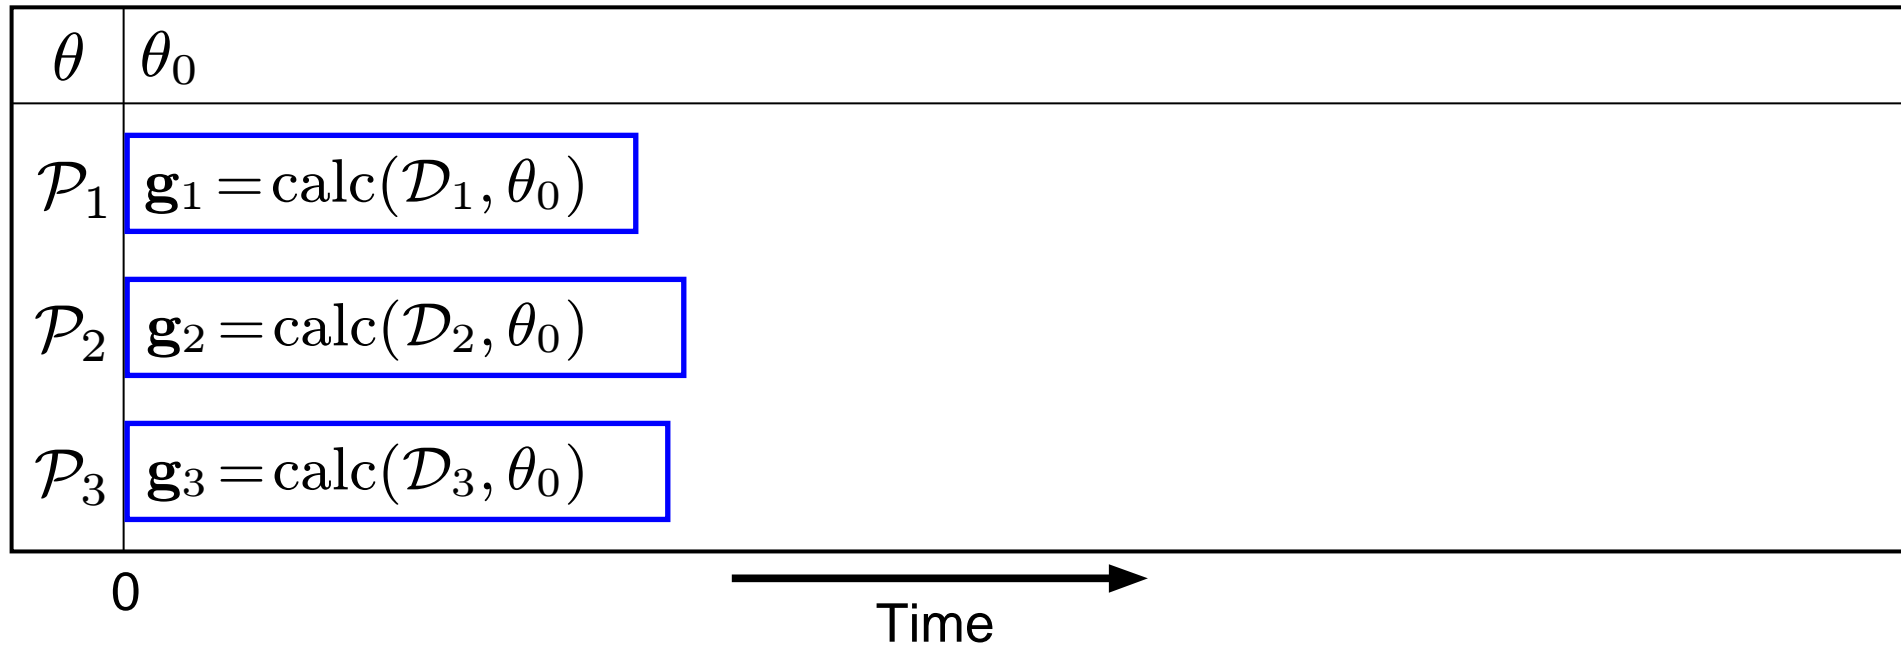 θ θ₀
𝒫₁ 𝐠₁ = calc(𝒟₁, θ₀)
𝒫₂ 𝐠₂ = calc(𝒟₂, θ₀)
𝒫₃ 𝐠₃ = calc(𝒟₃, θ₀)
0
Time